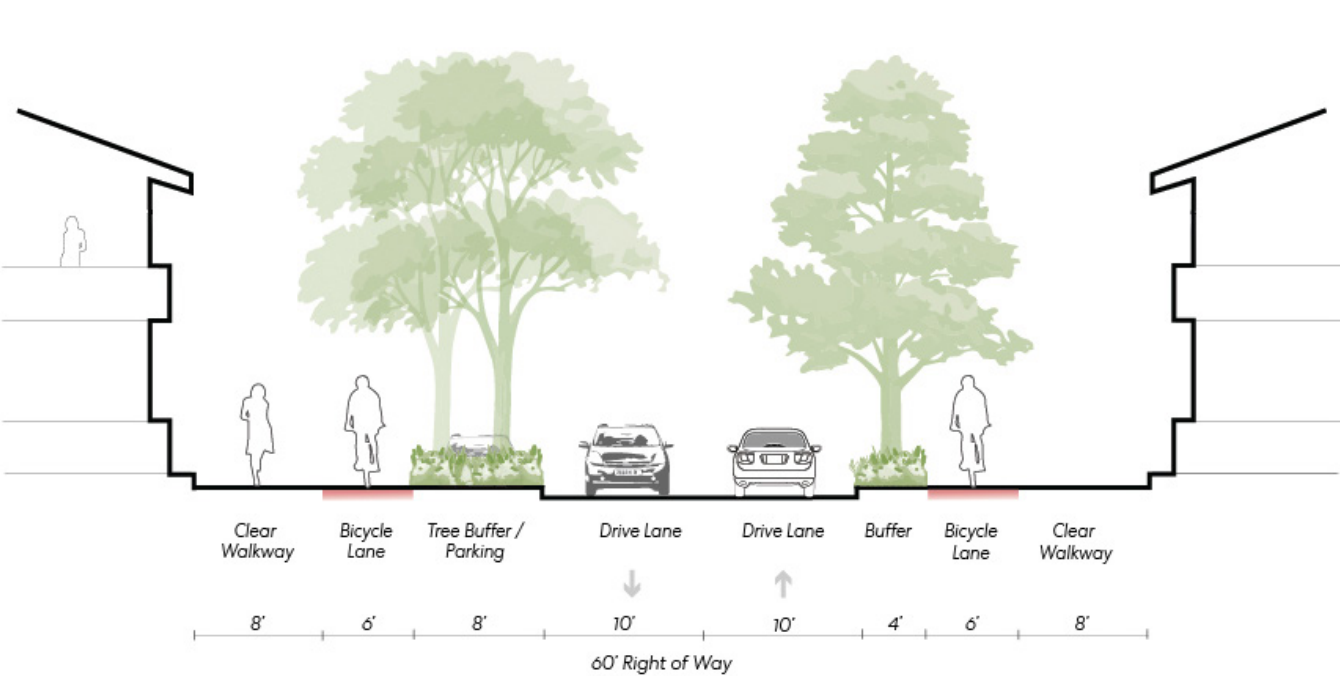 Clear
Walkway
Bicycle
Lane
Tree Buffer /
Parking
Drive Lane
Drive Lane
Buffer
Bicycle
Lane
Clear
Walkway
8'
6'
8'
10'
10'
4'
6'
8'
60' Right of Way